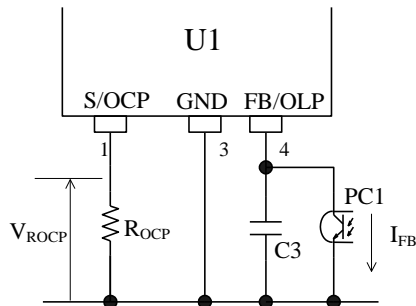 U1
S/OCP GND FB/OLP
1 3 4
PC1
VROCP ROCP C3 IFB